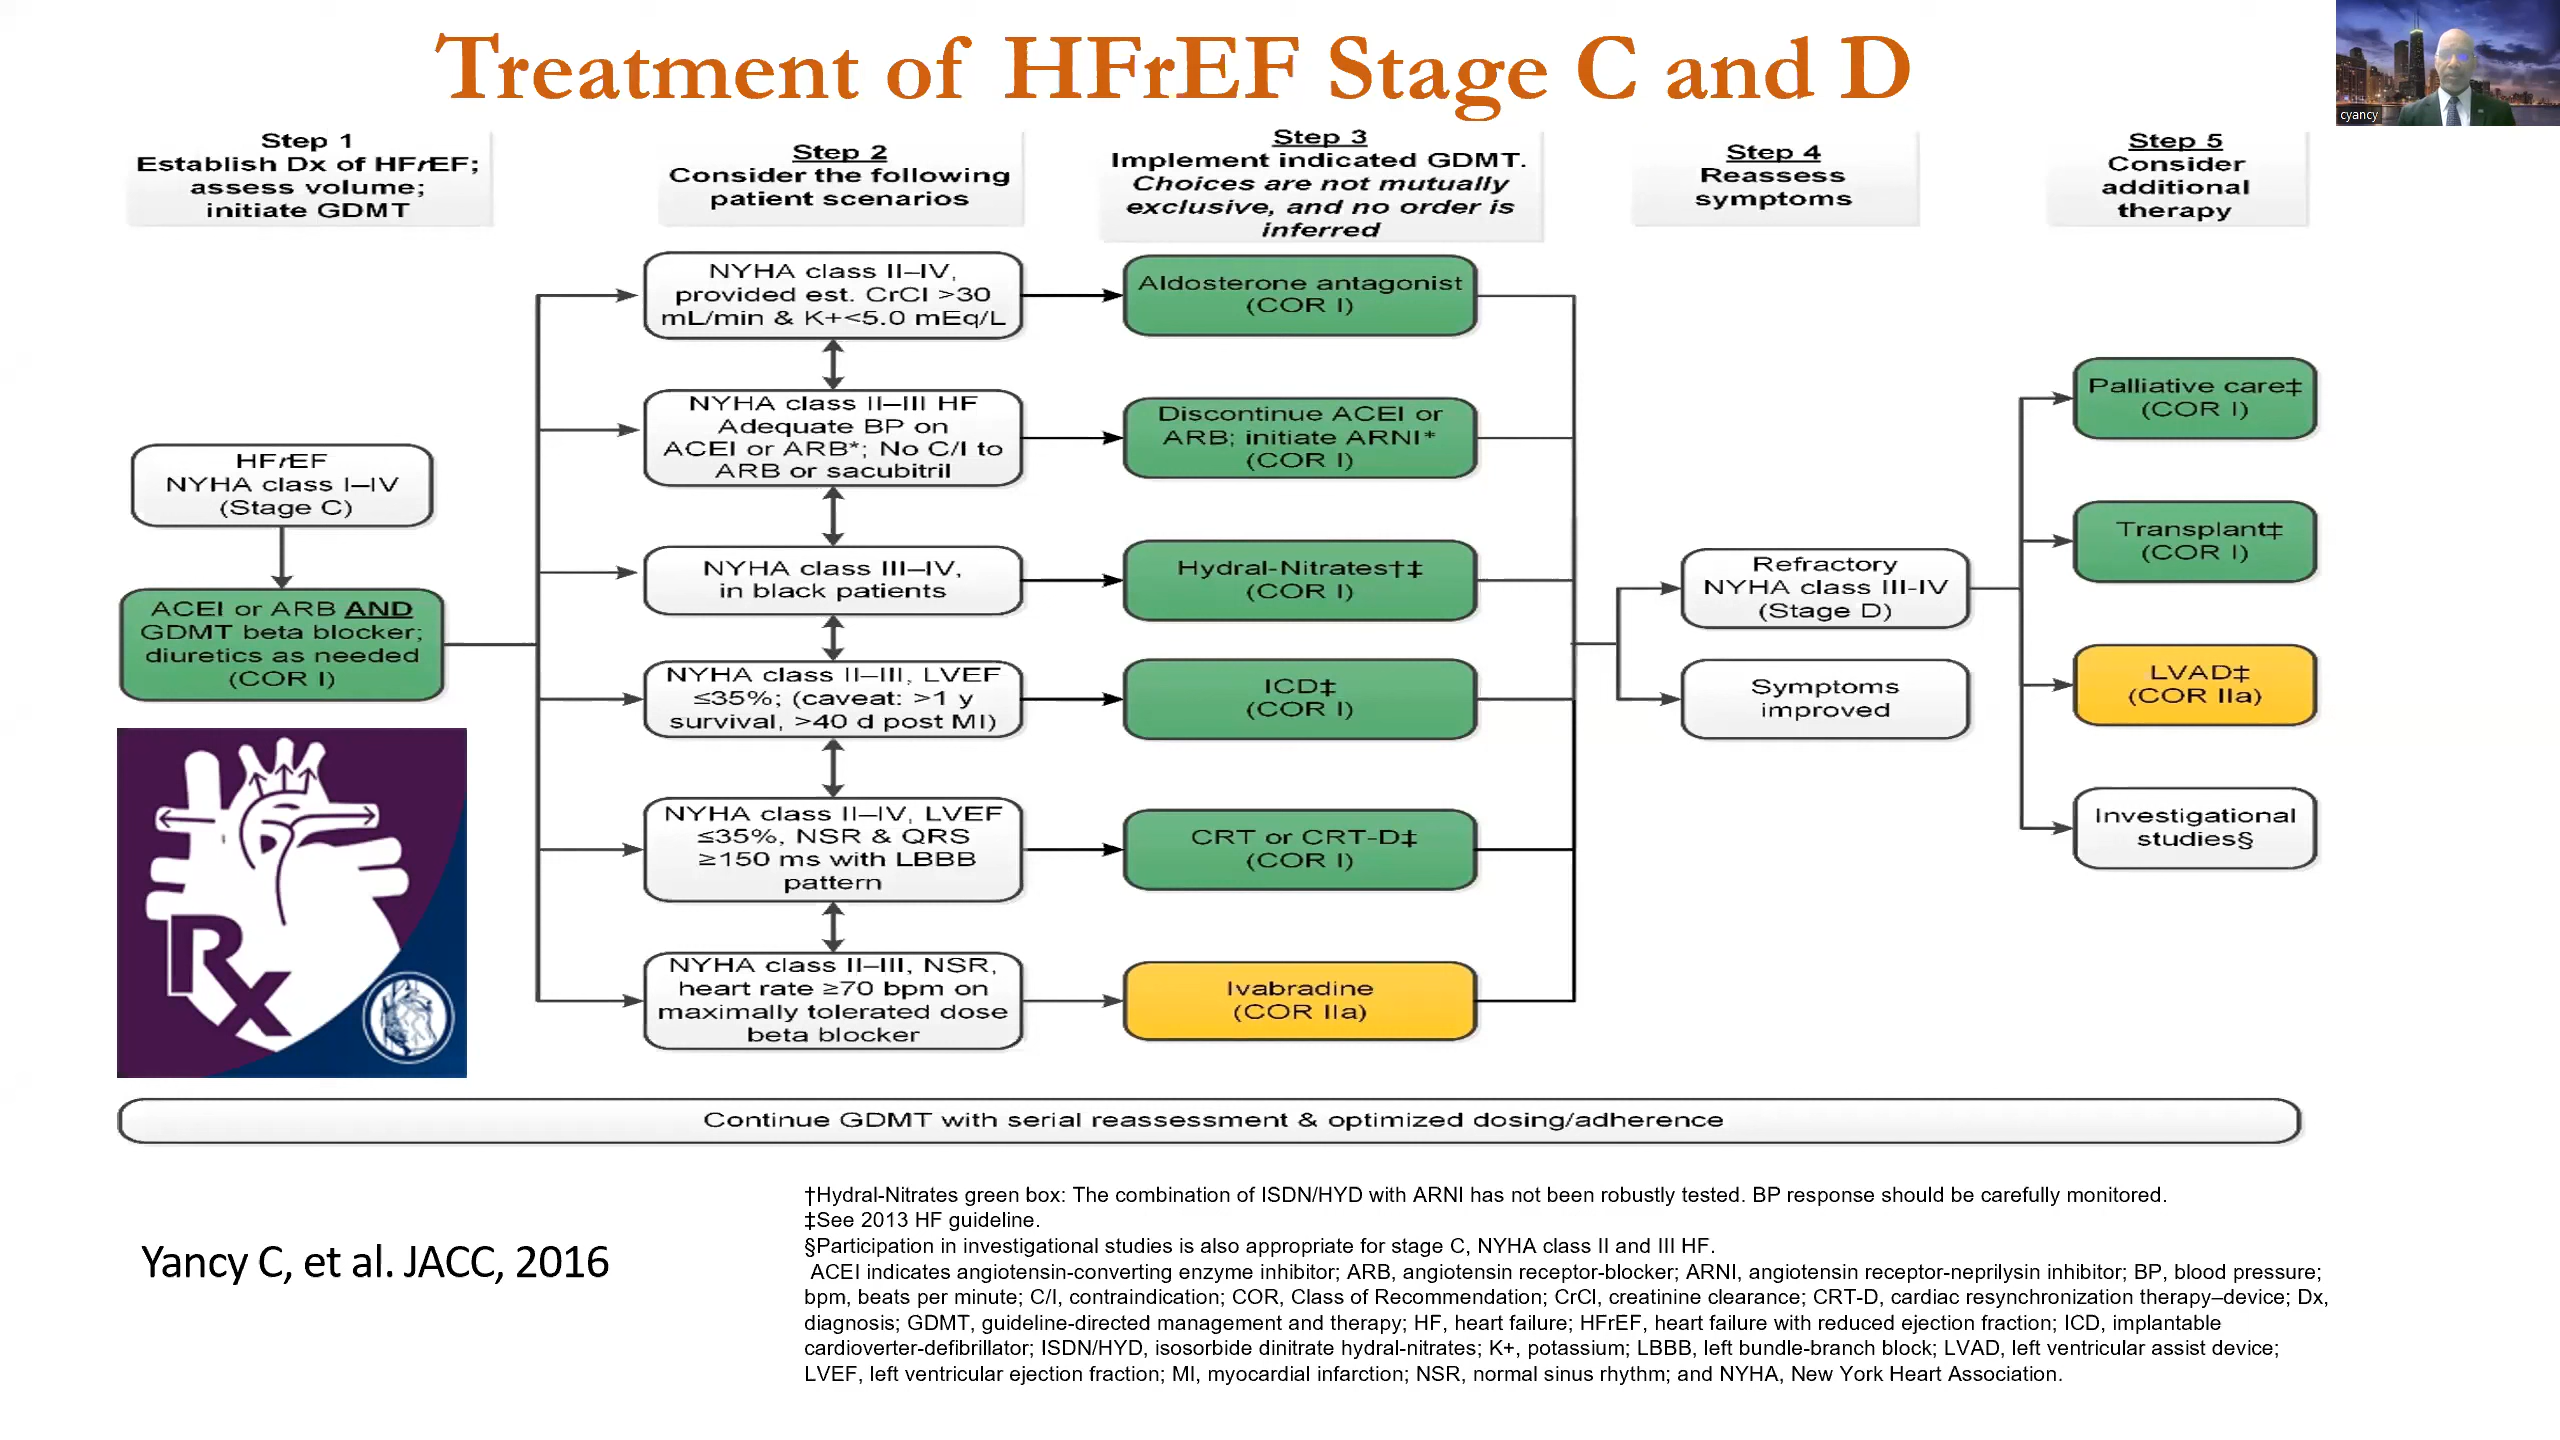 Treatment of HFrEF Stage C and D
cyancy
Step 1
Establish Dx of HFrEF;
assess volume;
initiate GDMT
Step 2
Consider the following
patient scenarios
Step 3
Implement indicated GDMT.
Choices are not mutually
exclusive, and no order is
inferred
Step 4
Reassess
symptoms
Step 5
Consider
additional
therapy
HFrEF
NYHA class I–IV
(Stage C)
ACEI or ARB AND
GDMT beta blocker;
diuretics as needed
(COR I)
NYHA class II–IV,
provided est. CrCl >30
mL/min & K+<5.0 mEq/L
NYHA class II–III HF
Adequate BP on
ACEI or ARB*; No C/I to
ARB or sacubitril
NYHA class III–IV,
in black patients
NYHA class II–III, LVEF
≤35%; (caveat: >1 y
survival, >40 d post MI)
NYHA class II–IV, LVEF
≤35%, NSR & QRS
≥150 ms with LBBB
pattern
NYHA class II–III, NSR,
heart rate ≥70 bpm on
maximally tolerated dose
beta blocker
Aldosterone antagonist
(COR I)
Discontinue ACEI or
ARB; initiate ARNI*
(COR I)
Hydral-Nitrates†‡
(COR I)
ICD‡
(COR I)
CRT or CRT-D‡
(COR I)
Ivabradine
(COR IIa)
Refractory
NYHA class III-IV
(Stage D)
Symptoms
improved
Palliative care‡
(COR I)
Transplant‡
(COR I)
LVAD‡
(COR IIa)
Investigational
studies§
Rx
Continue GDMT with serial reassessment & optimized dosing/adherence
Yancy C, et al. JACC, 2016
†Hydral-Nitrates green box: The combination of ISDN/HYD with ARNI has not been robustly tested. BP response should be carefully monitored.
‡See 2013 HF guideline.
§Participation in investigational studies is also appropriate for stage C, NYHA class II and III HF.
ACEI indicates angiotensin-converting enzyme inhibitor; ARB, angiotensin receptor-blocker; ARNI, angiotensin receptor-neprilysin inhibitor; BP, blood pressure;
bpm, beats per minute; C/I, contraindication; COR, Class of Recommendation; CrCl, creatinine clearance; CRT-D, cardiac resynchronization therapy–device; Dx,
diagnosis; GDMT, guideline-directed management and therapy; HF, heart failure; HFrEF, heart failure with reduced ejection fraction; ICD, implantable
cardioverter-defibrillator; ISDN/HYD, isosorbide dinitrate hydral-nitrates; K+, potassium; LBBB, left bundle-branch block; LVAD, left ventricular assist device;
LVEF, left ventricular ejection fraction; MI, myocardial infarction; NSR, normal sinus rhythm; and NYHA, New York Heart Association.